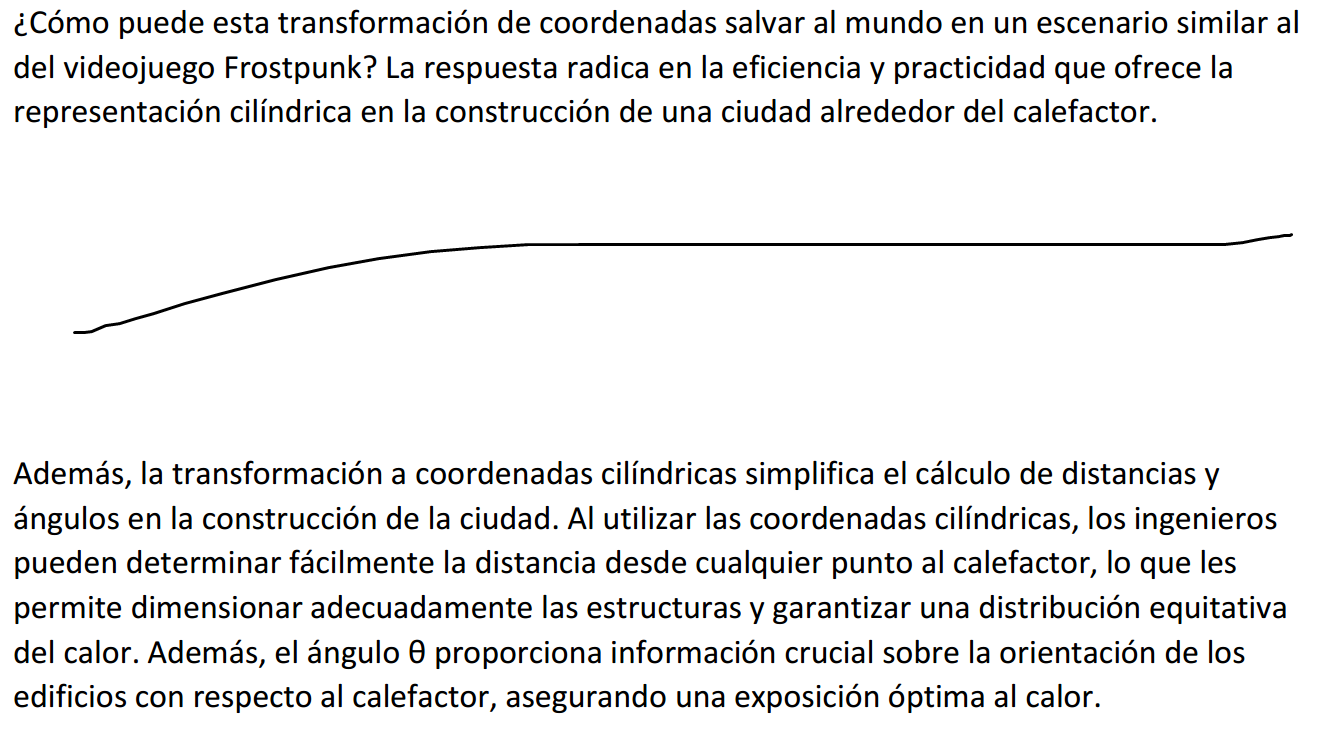 ¿Cómo puede esta transformación de coordenadas salvar al mundo en un escenario similar al
del videojuego Frostpunk? La respuesta radica en la eficiencia y practicidad que ofrece la
representación cilíndrica en la construcción de una ciudad alrededor del calefactor.
Además, la transformación a coordenadas cilíndricas simplifica el cálculo de distancias y
ángulos en la construcción de la ciudad. Al utilizar las coordenadas cilíndricas, los ingenieros
pueden determinar fácilmente la distancia desde cualquier punto al calefactor, lo que les
permite dimensionar adecuadamente las estructuras y garantizar una distribución equitativa
del calor. Además, el ángulo θ proporciona información crucial sobre la orientación de los
edificios con respecto al calefactor, asegurando una exposición óptima al calor.